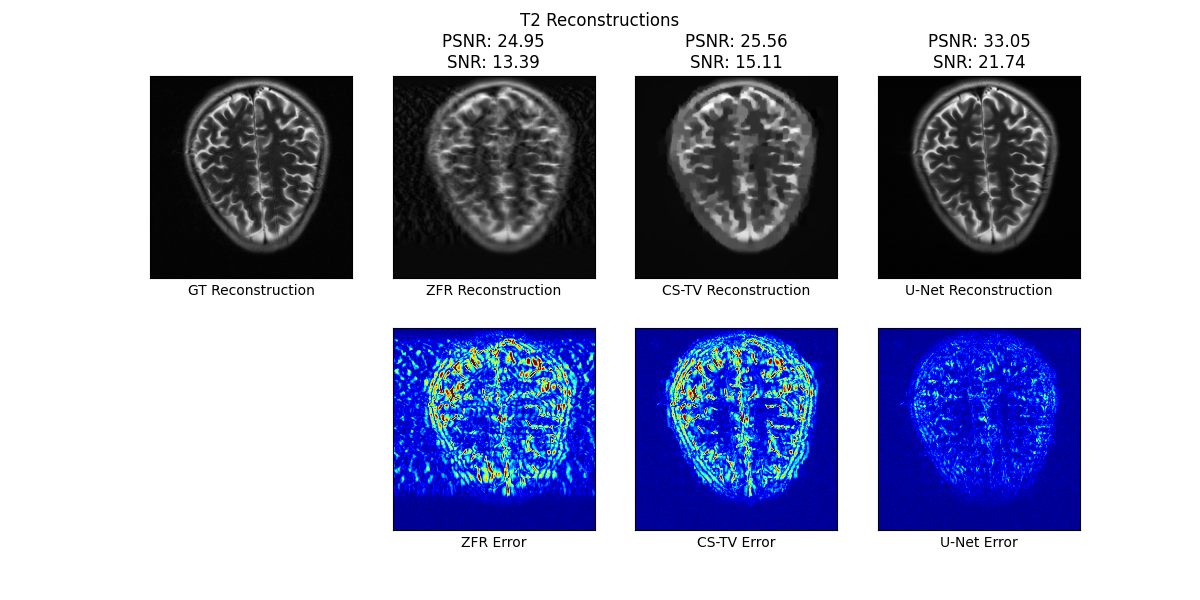 T2 Reconstructions
PSNR: 24.95
SNR: 13.39
PSNR: 25.56
SNR: 15.11
PSNR: 33.05
SNR: 21.74
GT Reconstruction
ZFR Reconstruction
CS-TV Reconstruction
U-Net Reconstruction
ZFR Error
CS-TV Error
U-Net Error